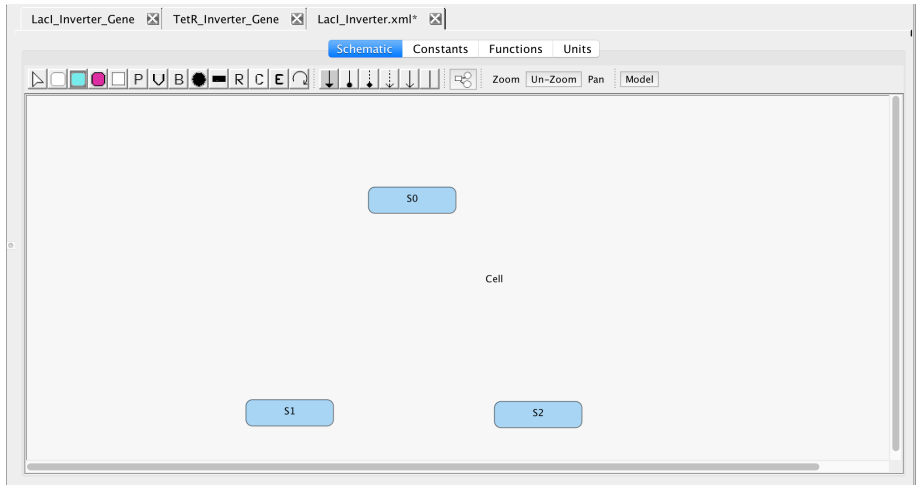 LacI_Inverter_Gene TetR_Inverter_Gene LacI_Inverter.xml*
Schematic Constants Functions Units
P V B R C E Zoom Un-Zoom Pan Model
S0
Cell
S1 S2